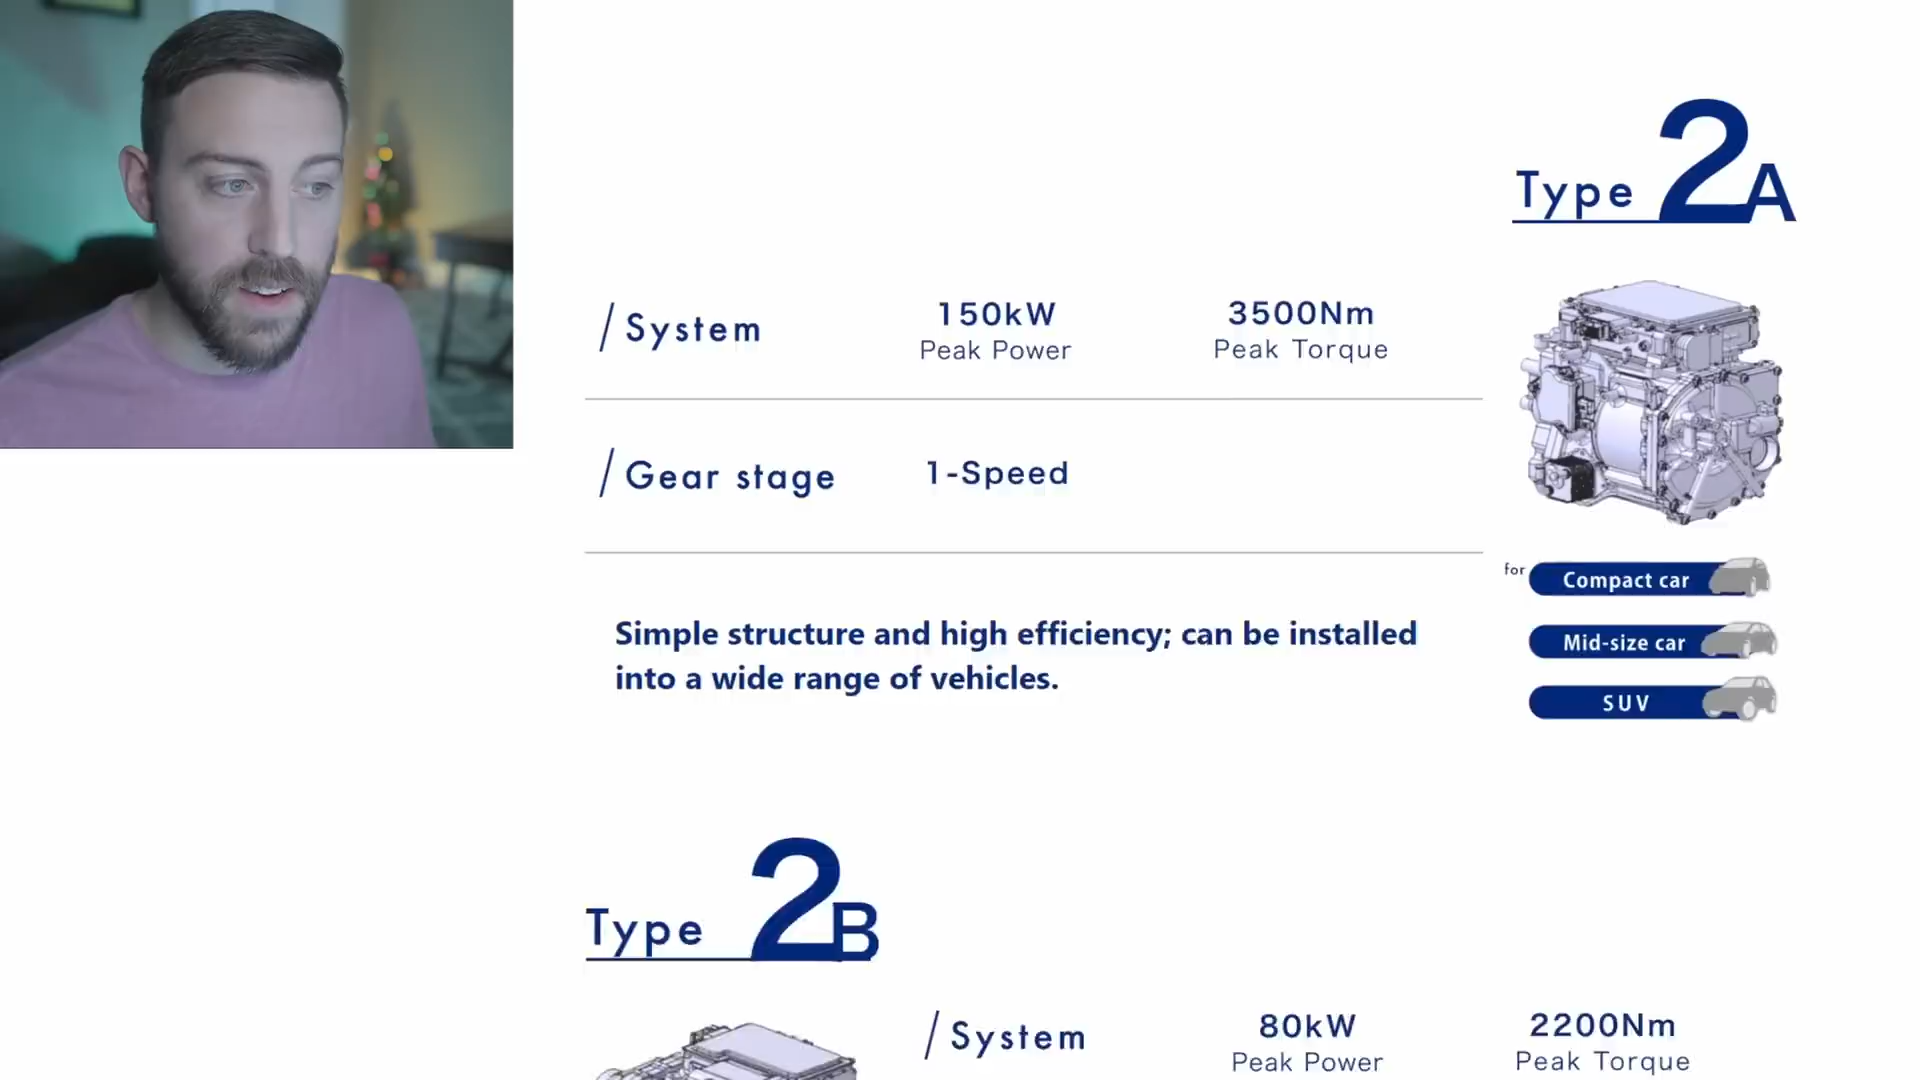 Type 2A
/ System
150kW
Peak Power
3500Nm
Peak Torque
/ Gear stage
1-Speed
for
Compact car
Mid-size car
SUV
Simple structure and high efficiency; can be installed
into a wide range of vehicles.
Type 2B
/ System
80kW
Peak Power
2200Nm
Peak Torque